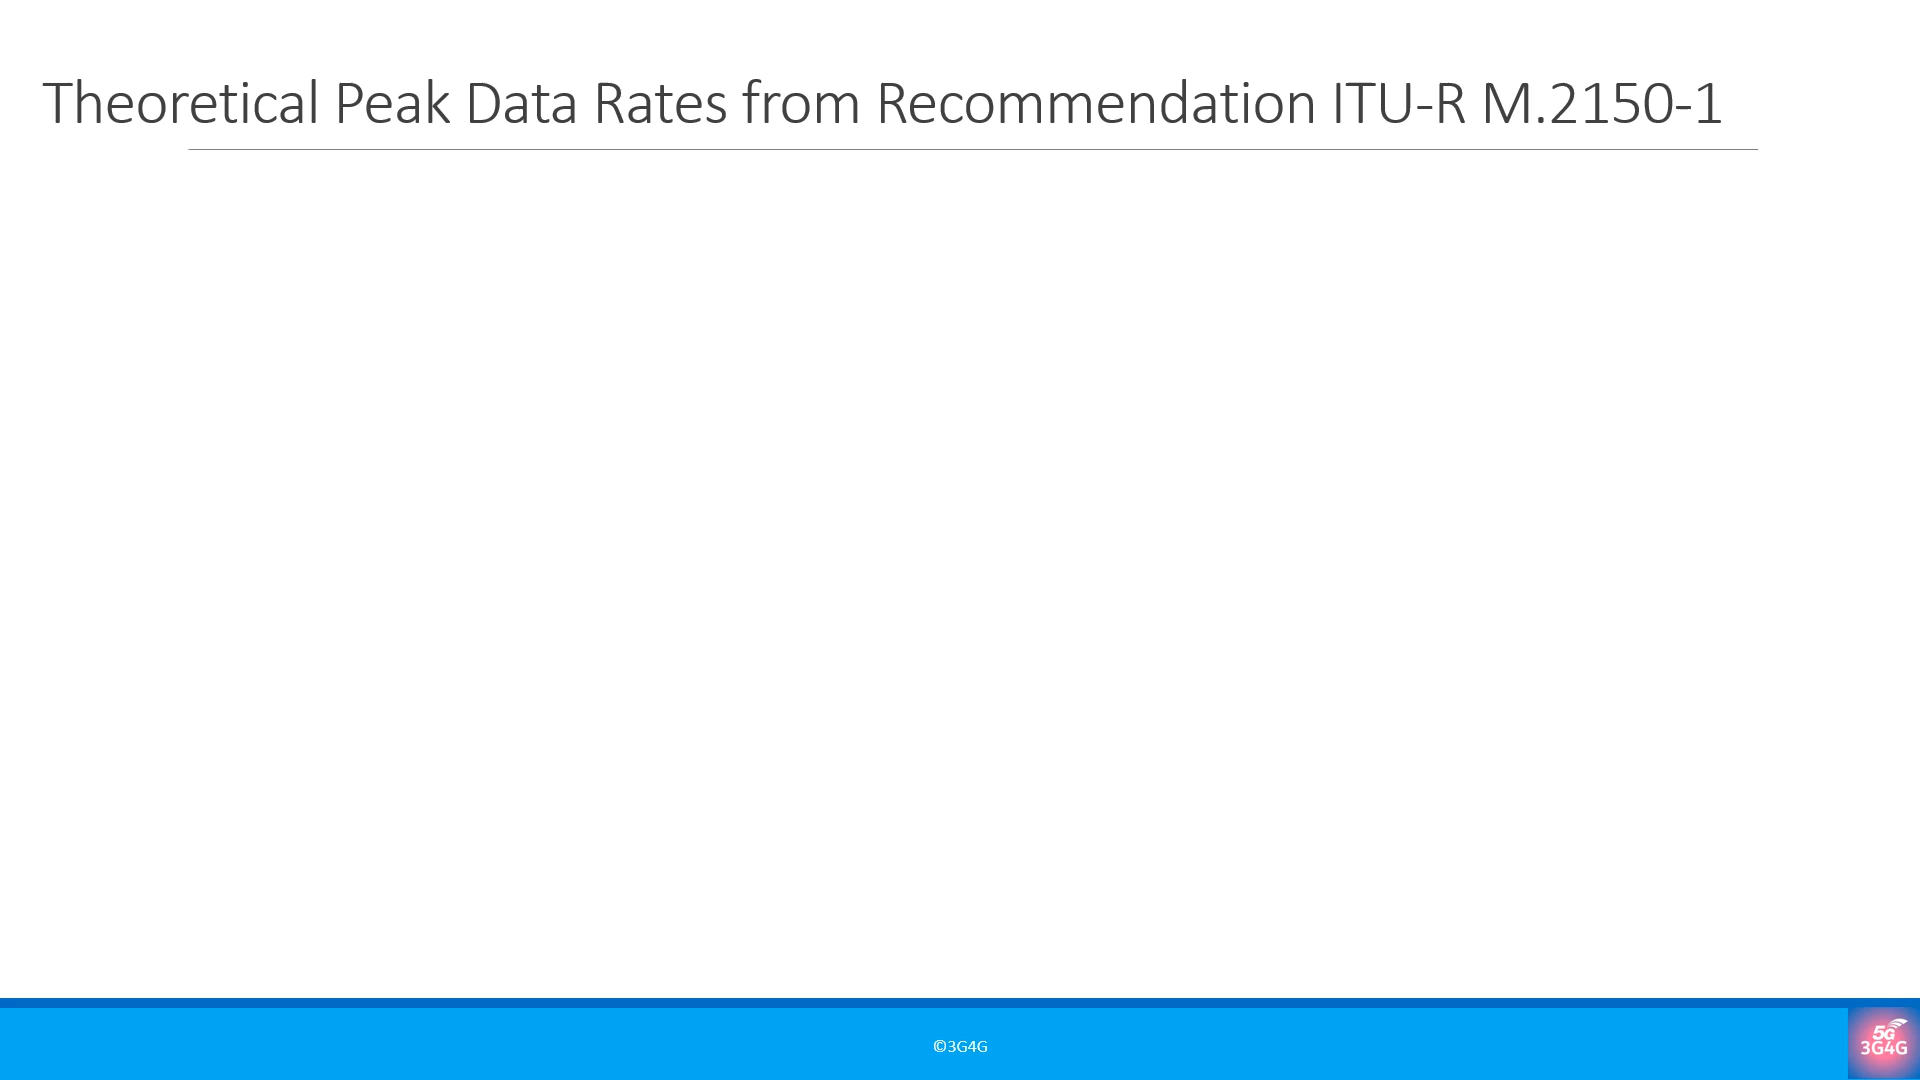 Theoretical Peak Data Rates from Recommendation ITU-R M.2150-1
©3G4G
5G
3G4G